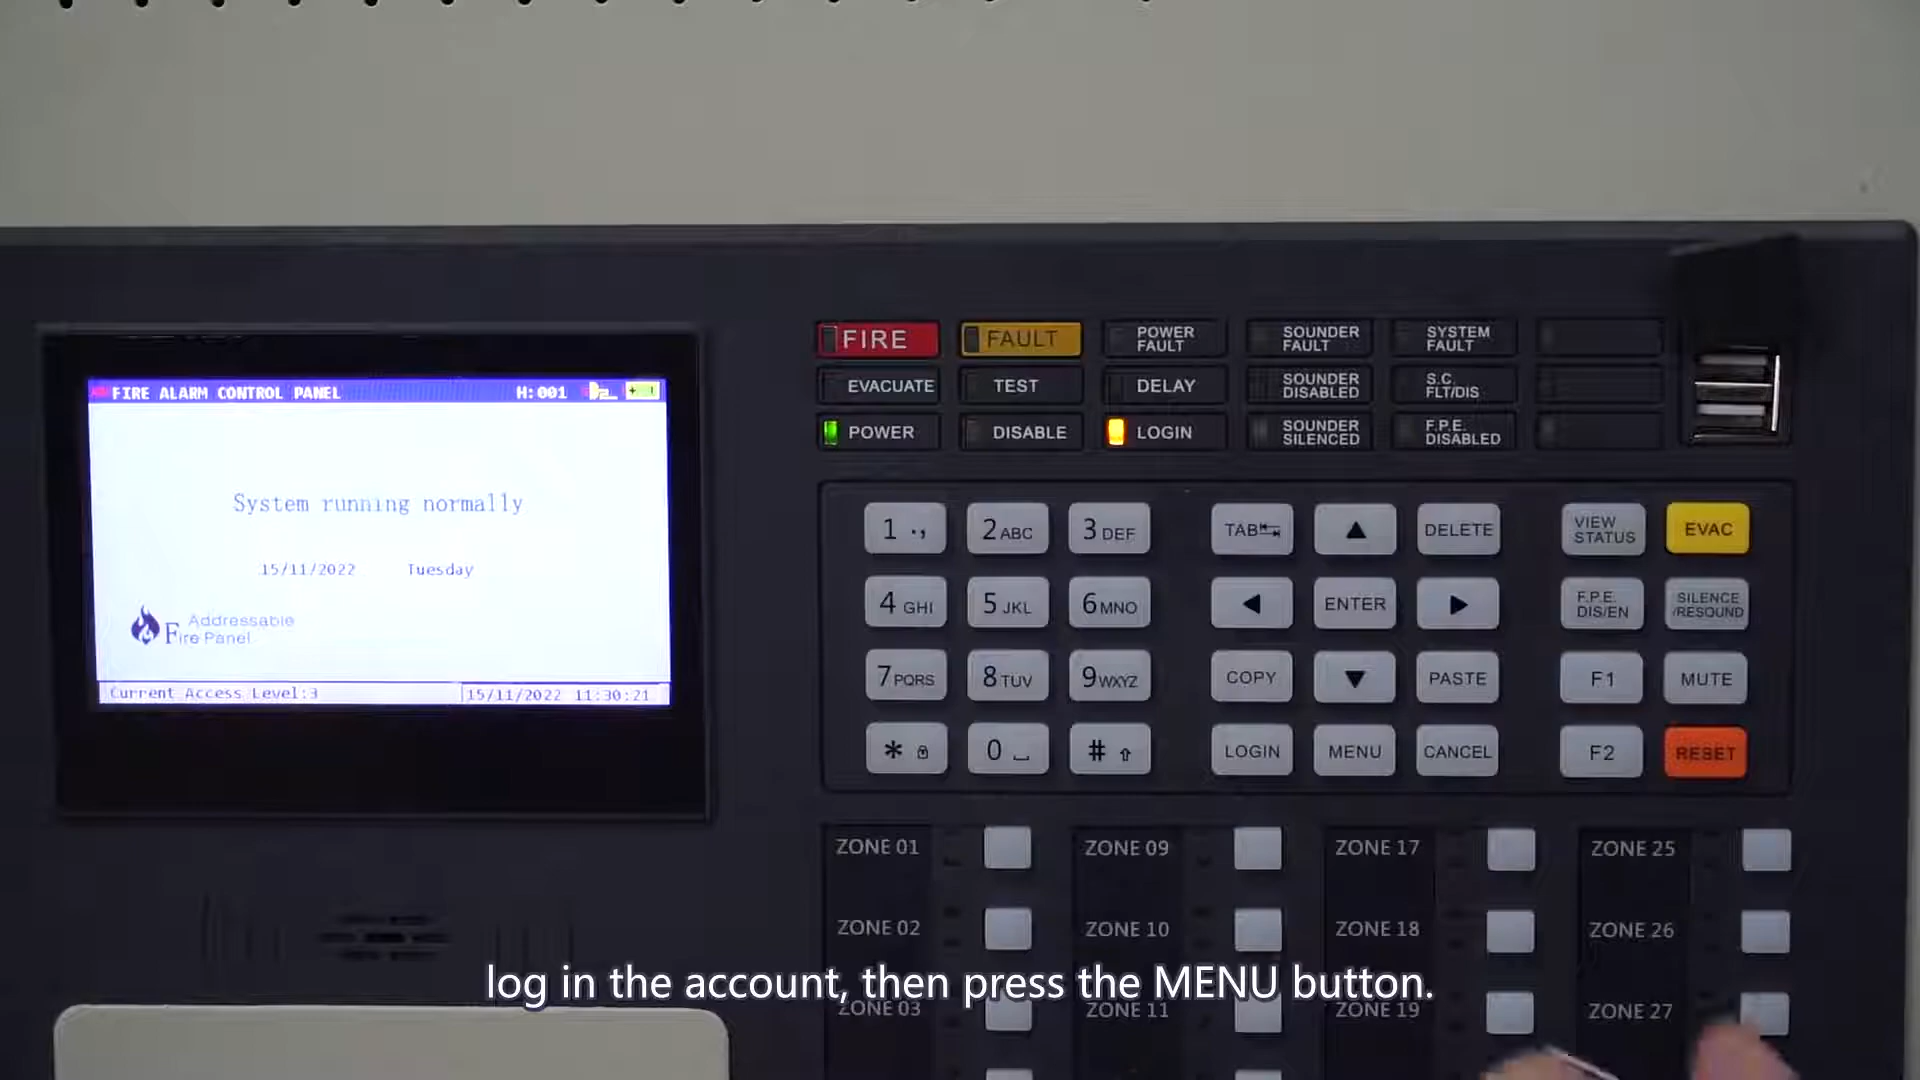 FIRE ALARM CONTROL PANEL H:001
System running normally
15/11/2022 Tuesday
Addressable
Fire Panel
Current Access Level:3 15/11/2022 11:30:21
FIRE FAULT POWER FAULT SOUNDER FAULT SYSTEM FAULT
EVACUATE TEST DELAY SOUNDER DISABLED S.C. FLT/DIS
POWER DISABLE LOGIN SOUNDER SILENCED F.P.E. DISABLED
1 ., 2 ABC 3 DEF TAB ▲ DELETE VIEW STATUS EVAC
4 GHI 5 JKL 6 MNO ◀ ENTER ▶ F.P.E. DIS/EN SILENCE /RESOUND
7 PQRS 8 TUV 9 WXYZ COPY ▼ PASTE F1 MUTE
* 0 # LOGIN MENU CANCEL F2 RESET
ZONE 01 ZONE 09 ZONE 17 ZONE 25
ZONE 02 ZONE 10 ZONE 18 ZONE 26
log in the account, then press the MENU button.
ZONE 03 ZONE 11 ZONE 19 ZONE 27